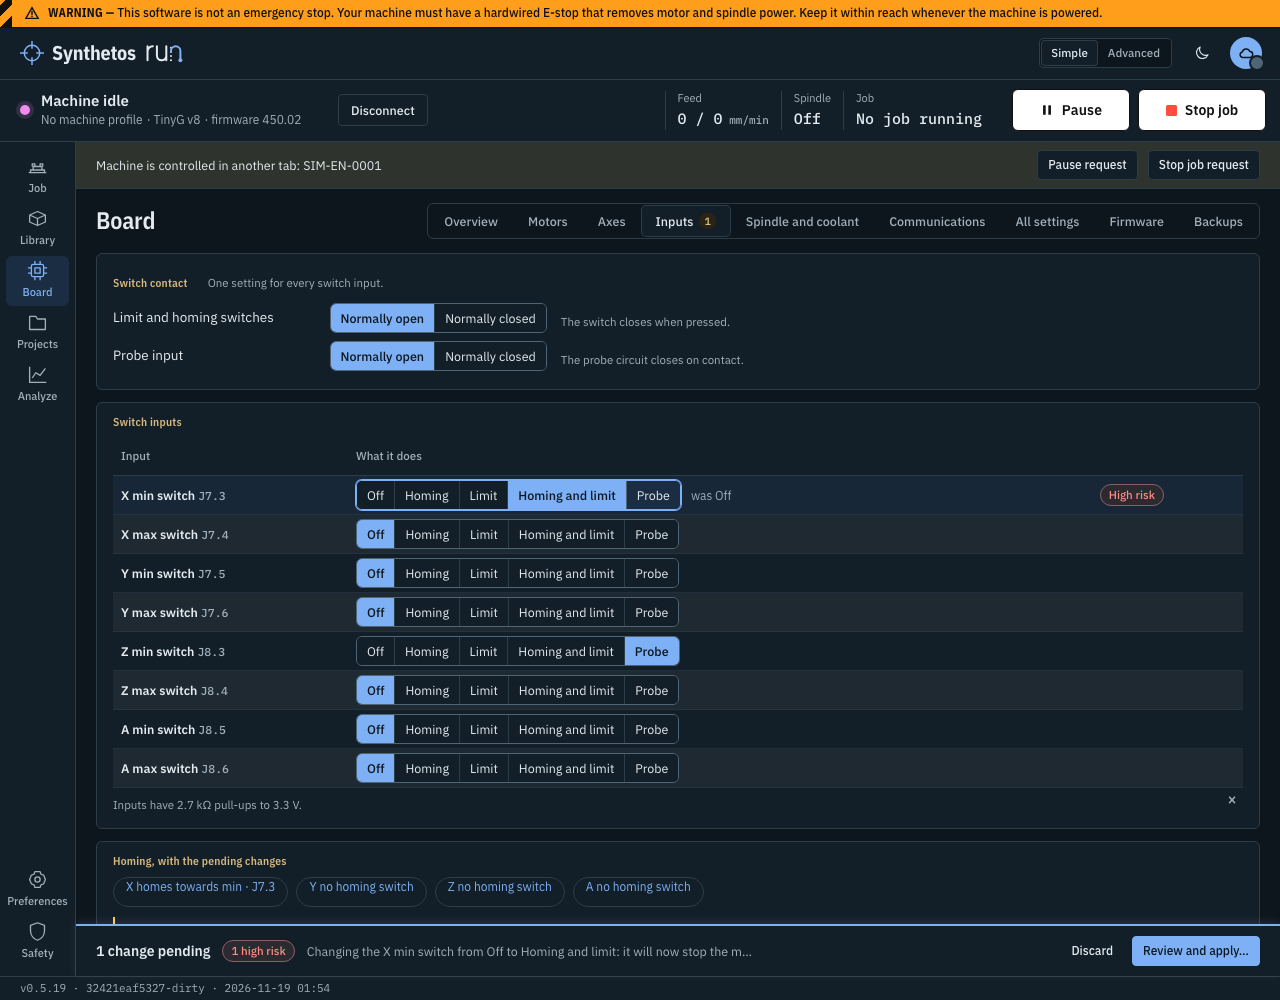 WARNING — This software is not an emergency stop. Your machine must have a hardwired E-stop that removes motor and spindle power. Keep it within reach whenever the machine is powered.
Synthetos run
Simple Advanced
Machine idle
No machine profile · TinyG v8 · firmware 450.02
Disconnect
Feed
0 / 0 mm/min
Spindle
Off
Job
No job running
Pause
Stop job
Machine is controlled in another tab: SIM-EN-0001
Pause request
Stop job request
Job
Library
Board
Projects
Analyze
Preferences
Safety
Board
Overview Motors Axes Inputs 1 Spindle and coolant Communications All settings Firmware Backups
Switch contact One setting for every switch input.
Limit and homing switches Normally open Normally closed The switch closes when pressed.
Probe input Normally open Normally closed The probe circuit closes on contact.
Switch inputs
Input What it does
X min switch J7.3 Off Homing Limit Homing and limit Probe was Off High risk
X max switch J7.4 Off Homing Limit Homing and limit Probe
Y min switch J7.5 Off Homing Limit Homing and limit Probe
Y max switch J7.6 Off Homing Limit Homing and limit Probe
Z min switch J8.3 Off Homing Limit Homing and limit Probe
Z max switch J8.4 Off Homing Limit Homing and limit Probe
A min switch J8.5 Off Homing Limit Homing and limit Probe
A max switch J8.6 Off Homing Limit Homing and limit Probe
Inputs have 2.7 kΩ pull-ups to 3.3 V. ×
Homing, with the pending changes
X homes towards min · J7.3 Y no homing switch Z no homing switch A no homing switch
1 change pending 1 high risk Changing the X min switch from Off to Homing and limit: it will now stop the m... Discard Review and apply...
v0.5.19 · 32421eaf5327-dirty · 2026-11-19 01:54